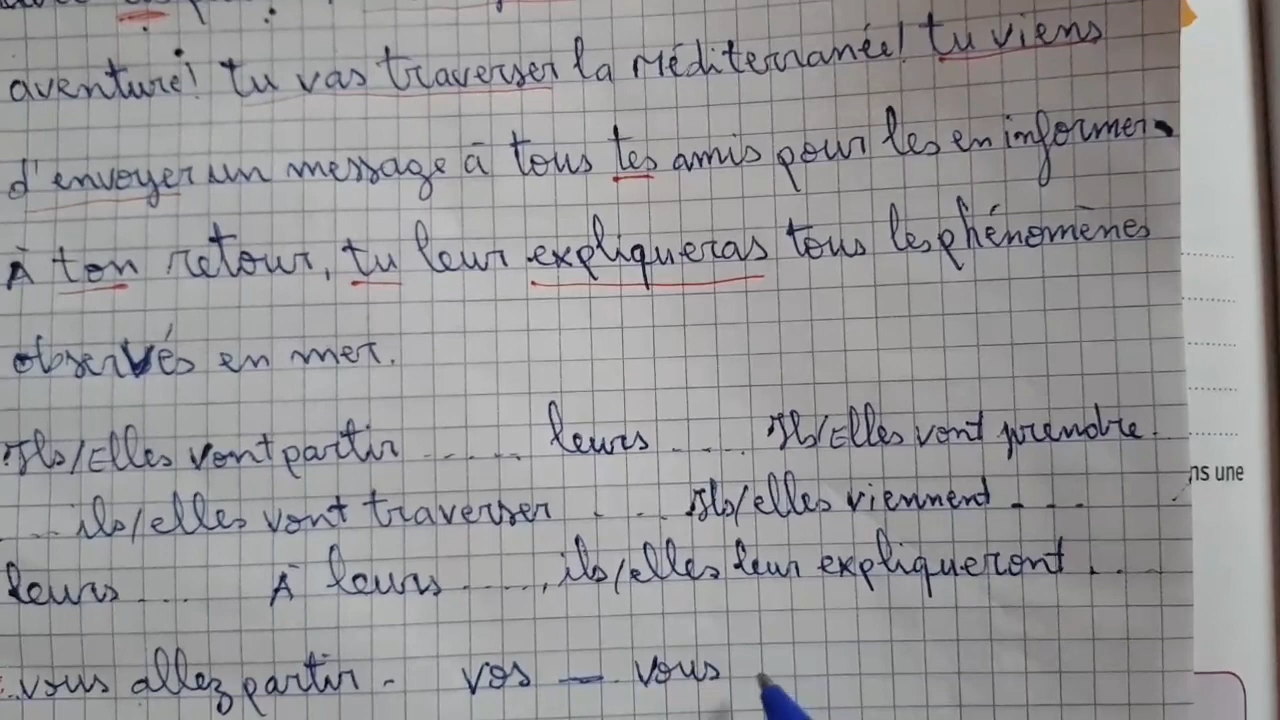 aventure! tu vas traverser la Méditerranée! tu viens
d'envoyer un message à tous tes amis pour les en informer.
À ton retour, tu leur expliqueras tous les phénomènes
observés en mer.
Ils/Elles vont partir ...... leurs .... Ils/Elles vont prendre.
... ils/elles vont traverser . .. Ils/elles viennent - - -
leurs ... À leurs ....., ils/elles leur expliqueront . . .
ns une
vous allez partir - vos — vous